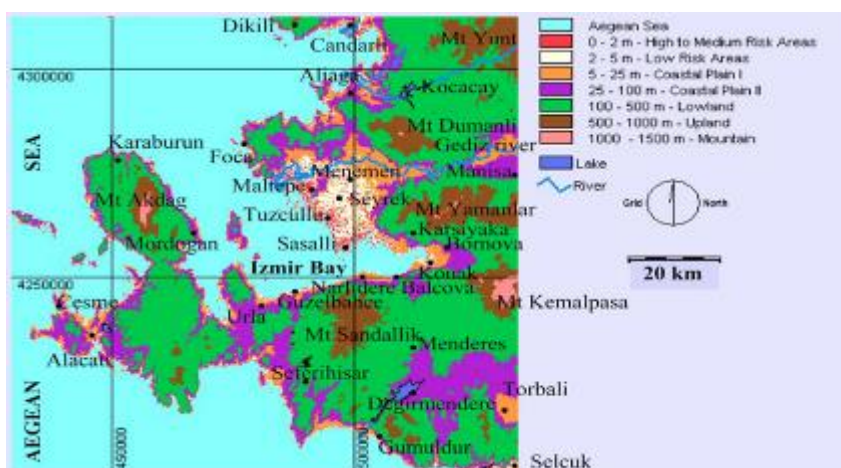 Dikili
Candarli
Mt Yunt
4300000
Aliaga
Kocacay
Mt Dumanli
Gediz river
Karaburun
Foca
Menemen
Manisa
Maltepe
Seyrek
Mt Akdag
Tuzcullu
Mt Yamanlar
Karsiyaka
Mordogan
Sasalli
Bornova
SEA
İzmir Bay
4250000
Konak
Narlidere Balcova
Cesme
Guzelbahce
Mt Kemalpasa
Urla
Mt Sandallik
Alacati
Menderes
Seferihisar
Degirmendere
Torbali
AEGEAN
450000
500000
Gumuldur
Selcuk
Aegean Sea
0 - 2 m - High to Medium Risk Areas
2 - 5 m - Low Risk Areas
5 - 25 m - Coastal Plain I
25 - 100 m - Coastal Plain II
100 - 500 m - Lowland
500 - 1000 m - Upland
1000 - 1500 m - Mountain
Lake
River
Grid North
20 km